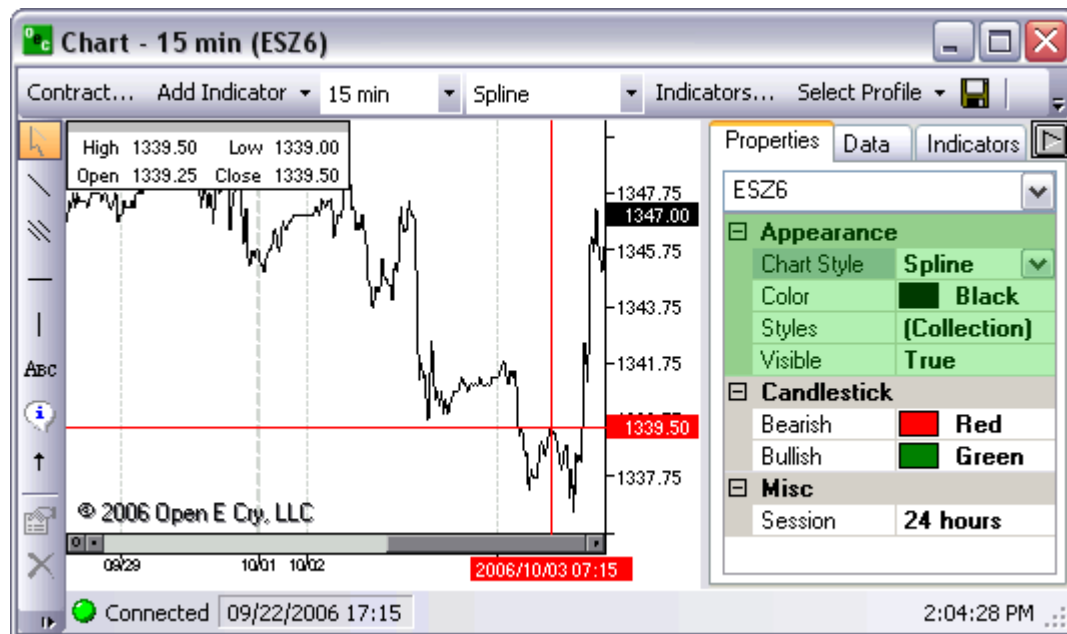 Oec Chart - 15 min (ESZ6)
Contract... Add Indicator 15 min Spline Indicators... Select Profile
High 1339.50 Low 1339.00
Open 1339.25 Close 1339.50
Properties Data Indicators
ESZ6
1347.75
1347.00
1345.75
1343.75
1341.75
1339.50
1337.75
Appearance
Chart Style Spline
Color Black
Styles (Collection)
Visible True
Candlestick
Bearish Red
Bullish Green
Misc
Session 24 hours
ABC
© 2006 Open E Cry, LLC
09/29 10/01 10/02 2006/10/03 07:15
Connected 09/22/2006 17:15 2:04:28 PM